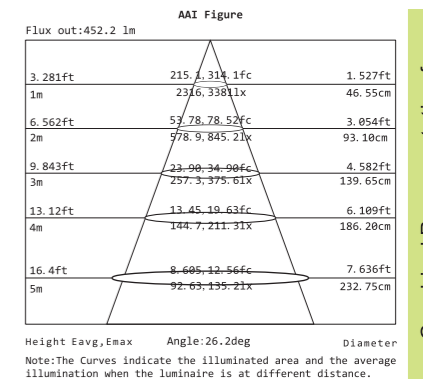 AAI Figure
Flux out:452.2 lm
3.281ft 215.1,314.1fc 1.527ft
1m 2316,3381lx 46.55cm
6.562ft 53.78,78.52fc 3.054ft
2m 578.9,845.2lx 93.10cm
9.843ft 23.90,34.90fc 4.582ft
3m 257.3,375.6lx 139.65cm
13.12ft 13.45,19.63fc 6.109ft
4m 144.7,211.3lx 186.20cm
16.4ft 8.605,12.56fc 7.636ft
5m 92.63,135.2lx 232.75cm
Height Eavg,Emax Angle:26.2deg Diameter
Note:The Curves indicate the illuminated area and the average
illumination when the luminaire is at different distance.